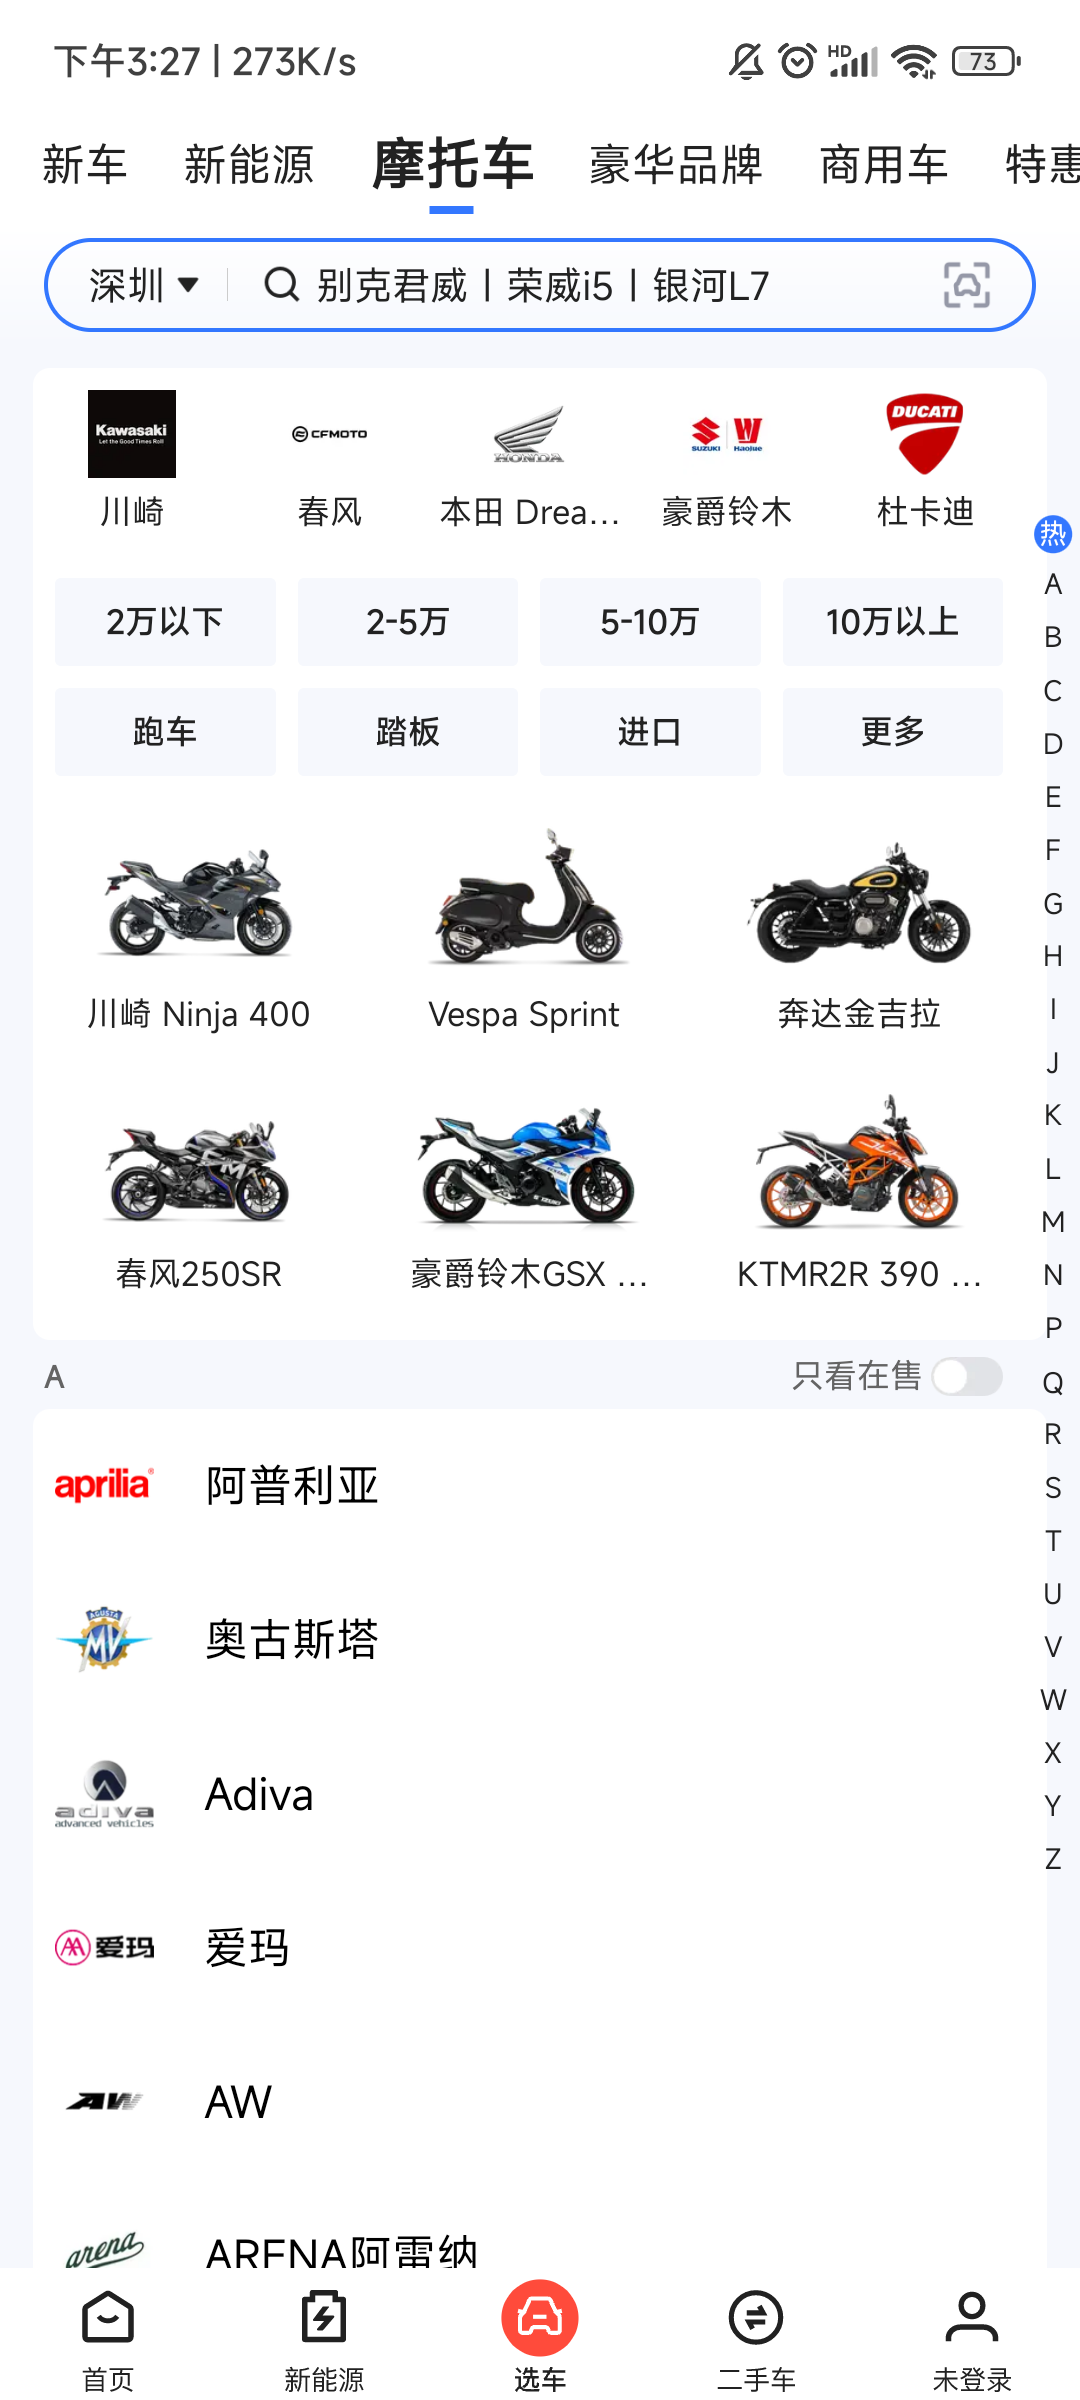 下午3:27 | 273K/s HD 73
新车 新能源 摩托车 豪华品牌 商用车 特惠
深圳 别克君威 | 荣威i5 | 银河L7
Kawasaki
Let the Good Times Roll
CFMOTO
HONDA
SUZUKI Haojue
DUCATI
川崎 春风 本田 Drea... 豪爵铃木 杜卡迪
热
A
B
C
D
E
F
G
H
I
J
K
L
M
N
P
Q
R
S
T
U
V
W
X
Y
Z
2万以下 2-5万 5-10万 10万以上
跑车 踏板 进口 更多
川崎 Ninja 400 Vespa Sprint 奔达金吉拉
春风250SR 豪爵铃木GSX ... KTMR2R 390 ...
A 只看在售
aprilia 阿普利亚
AGUSTA
MV 奥古斯塔
adiva
advanced vehicles
Adiva
爱玛 爱玛
AW AW
arena ARENA阿雷纳
首页 新能源 选车 二手车 未登录